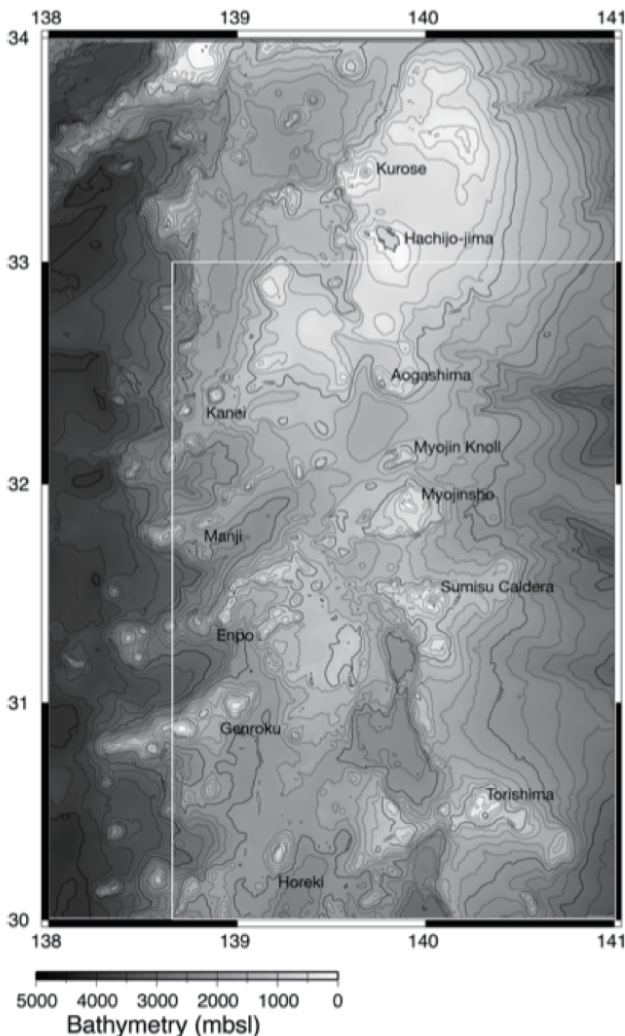 138 139 140 141
34
Kurose
Hachijo-jima
33
Aogashima
Kanei
Myojin Knoll
32
Myojinsho
Manji
Sumisu Caldera
Enpo
31
Genroku
Torishima
Horeki
30
138 139 140 141
5000 4000 3000 2000 1000 0
Bathymetry (mbsl)